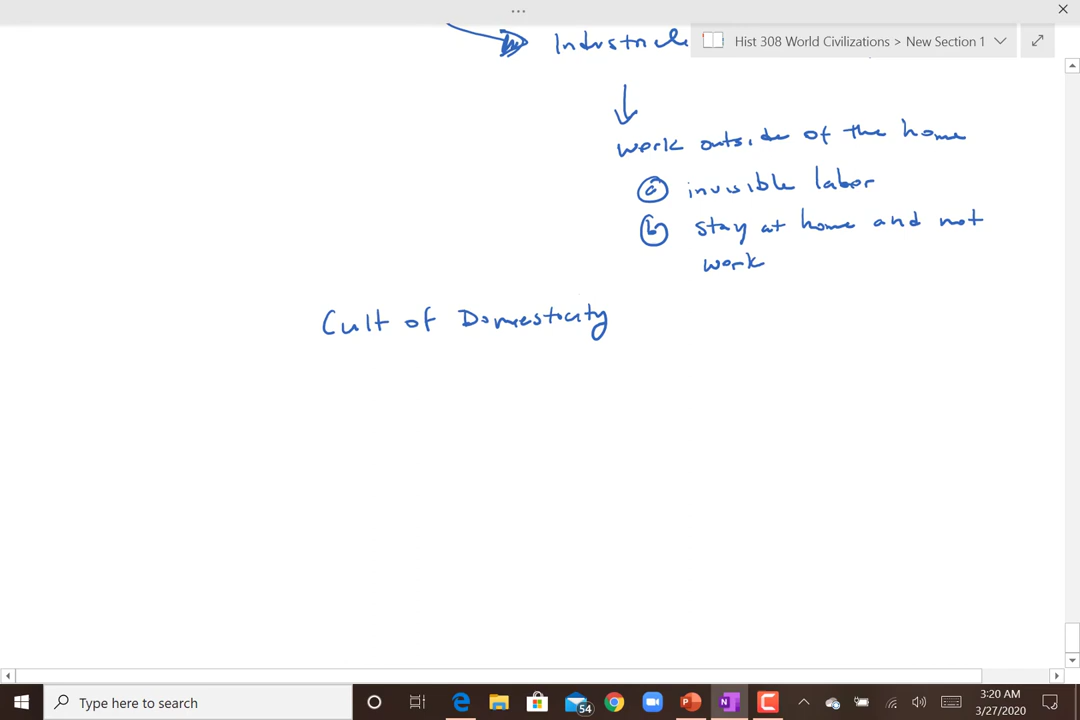 Industrial
Hist 308 World Civilizations > New Section 1
work outside of the home
a invisible labor
b stay at home and not
work
Cult of Domesticity
Type here to search
54
3:20 AM
3/27/2020